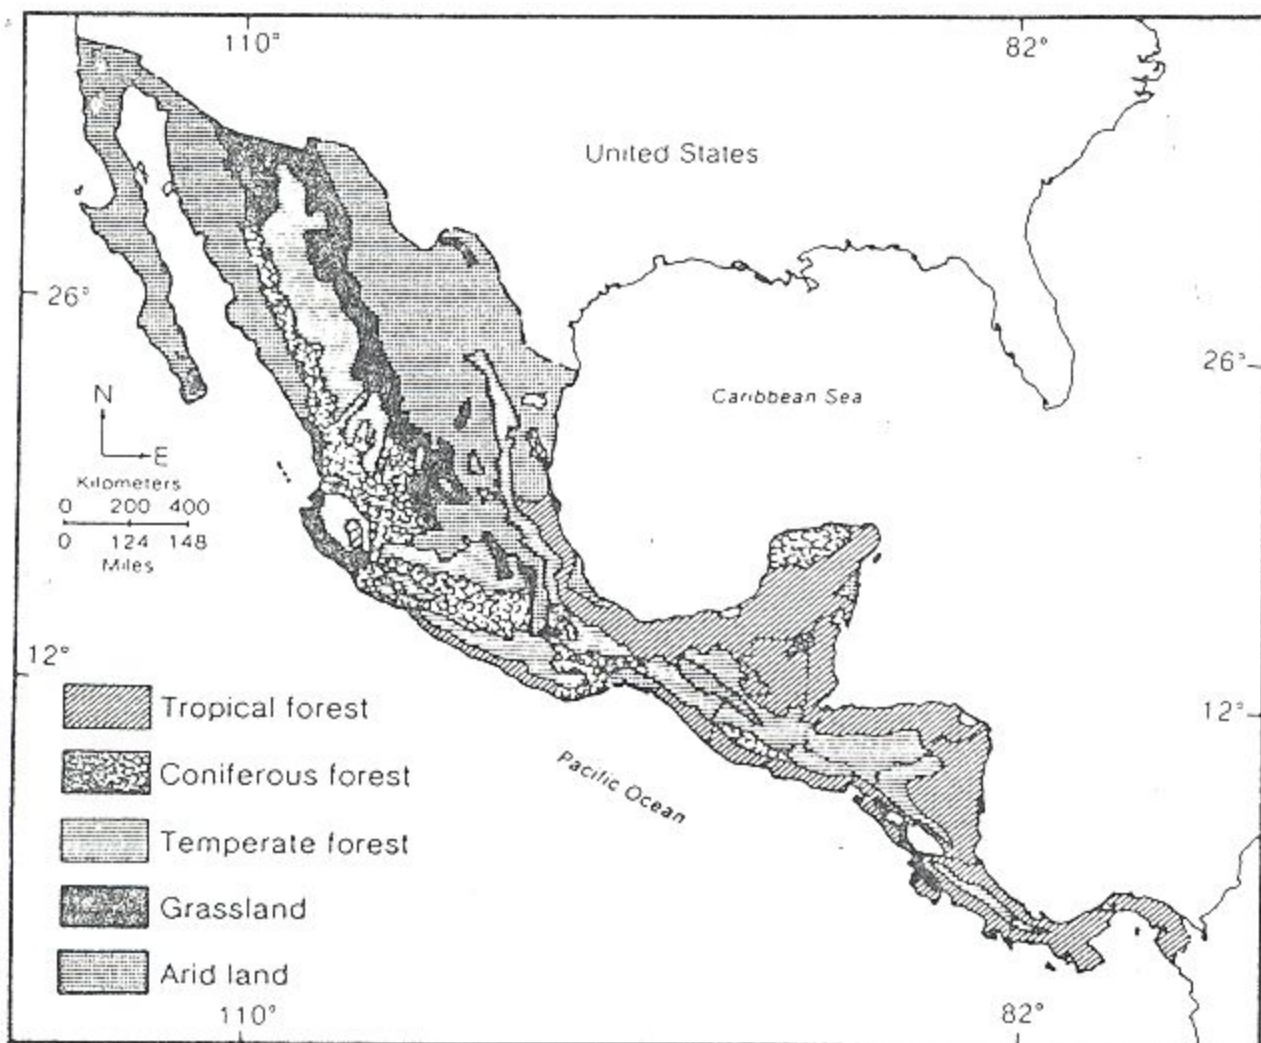 110°
82°
United States
26°
26°
Caribbean Sea
N
E
Kilometers
0 200 400
0 124 148
Miles
12°
12°
Tropical forest
Coniferous forest
Temperate forest
Grassland
Arid land
Pacific Ocean
110°
82°